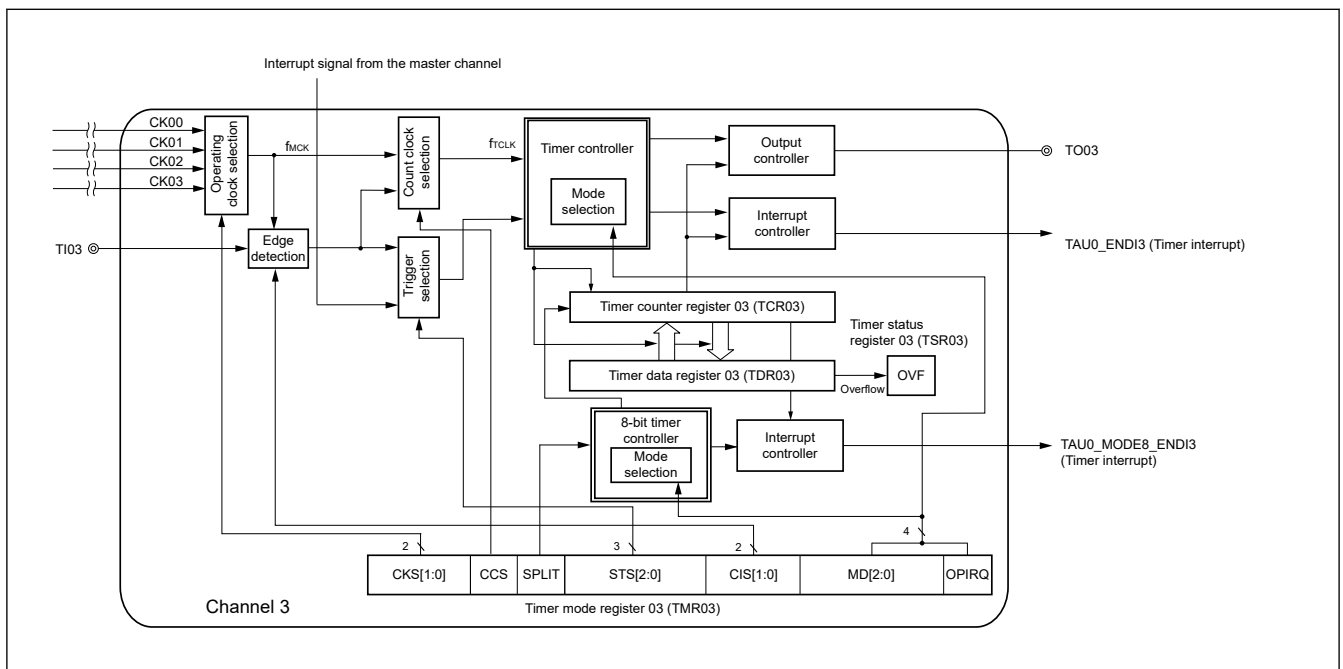 Interrupt signal from the master channel
CK00
CK01
CK02
CK03
Operating
clock selection
fMCK
Count clock
selection
fTCLK
Timer controller
Mode
selection
Output
controller
TO03
TI03
Edge
detection
Trigger
selection
Interrupt
controller
TAU0_ENDI3 (Timer interrupt)
Timer counter register 03 (TCR03)
Timer status
register 03 (TSR03)
Timer data register 03 (TDR03)
Overflow
OVF
8-bit timer
controller
Mode
selection
Interrupt
controller
TAU0_MODE8_ENDI3
(Timer interrupt)
2
3
2
4
CKS[1:0]
CCS
SPLIT
STS[2:0]
CIS[1:0]
MD[2:0]
OPIRQ
Channel 3
Timer mode register 03 (TMR03)